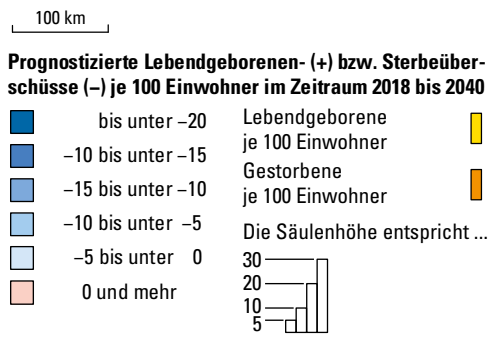 100 km
Prognostizierte Lebendgeborenen- (+) bzw. Sterbeüber-
schüsse (–) je 100 Einwohner im Zeitraum 2018 bis 2040
bis unter –20
–10 bis unter –15
–15 bis unter –10
–10 bis unter –5
–5 bis unter 0
0 und mehr
Lebendgeborene
je 100 Einwohner
Gestorbene
je 100 Einwohner
Die Säulenhöhe entspricht ...
30
20
10
5